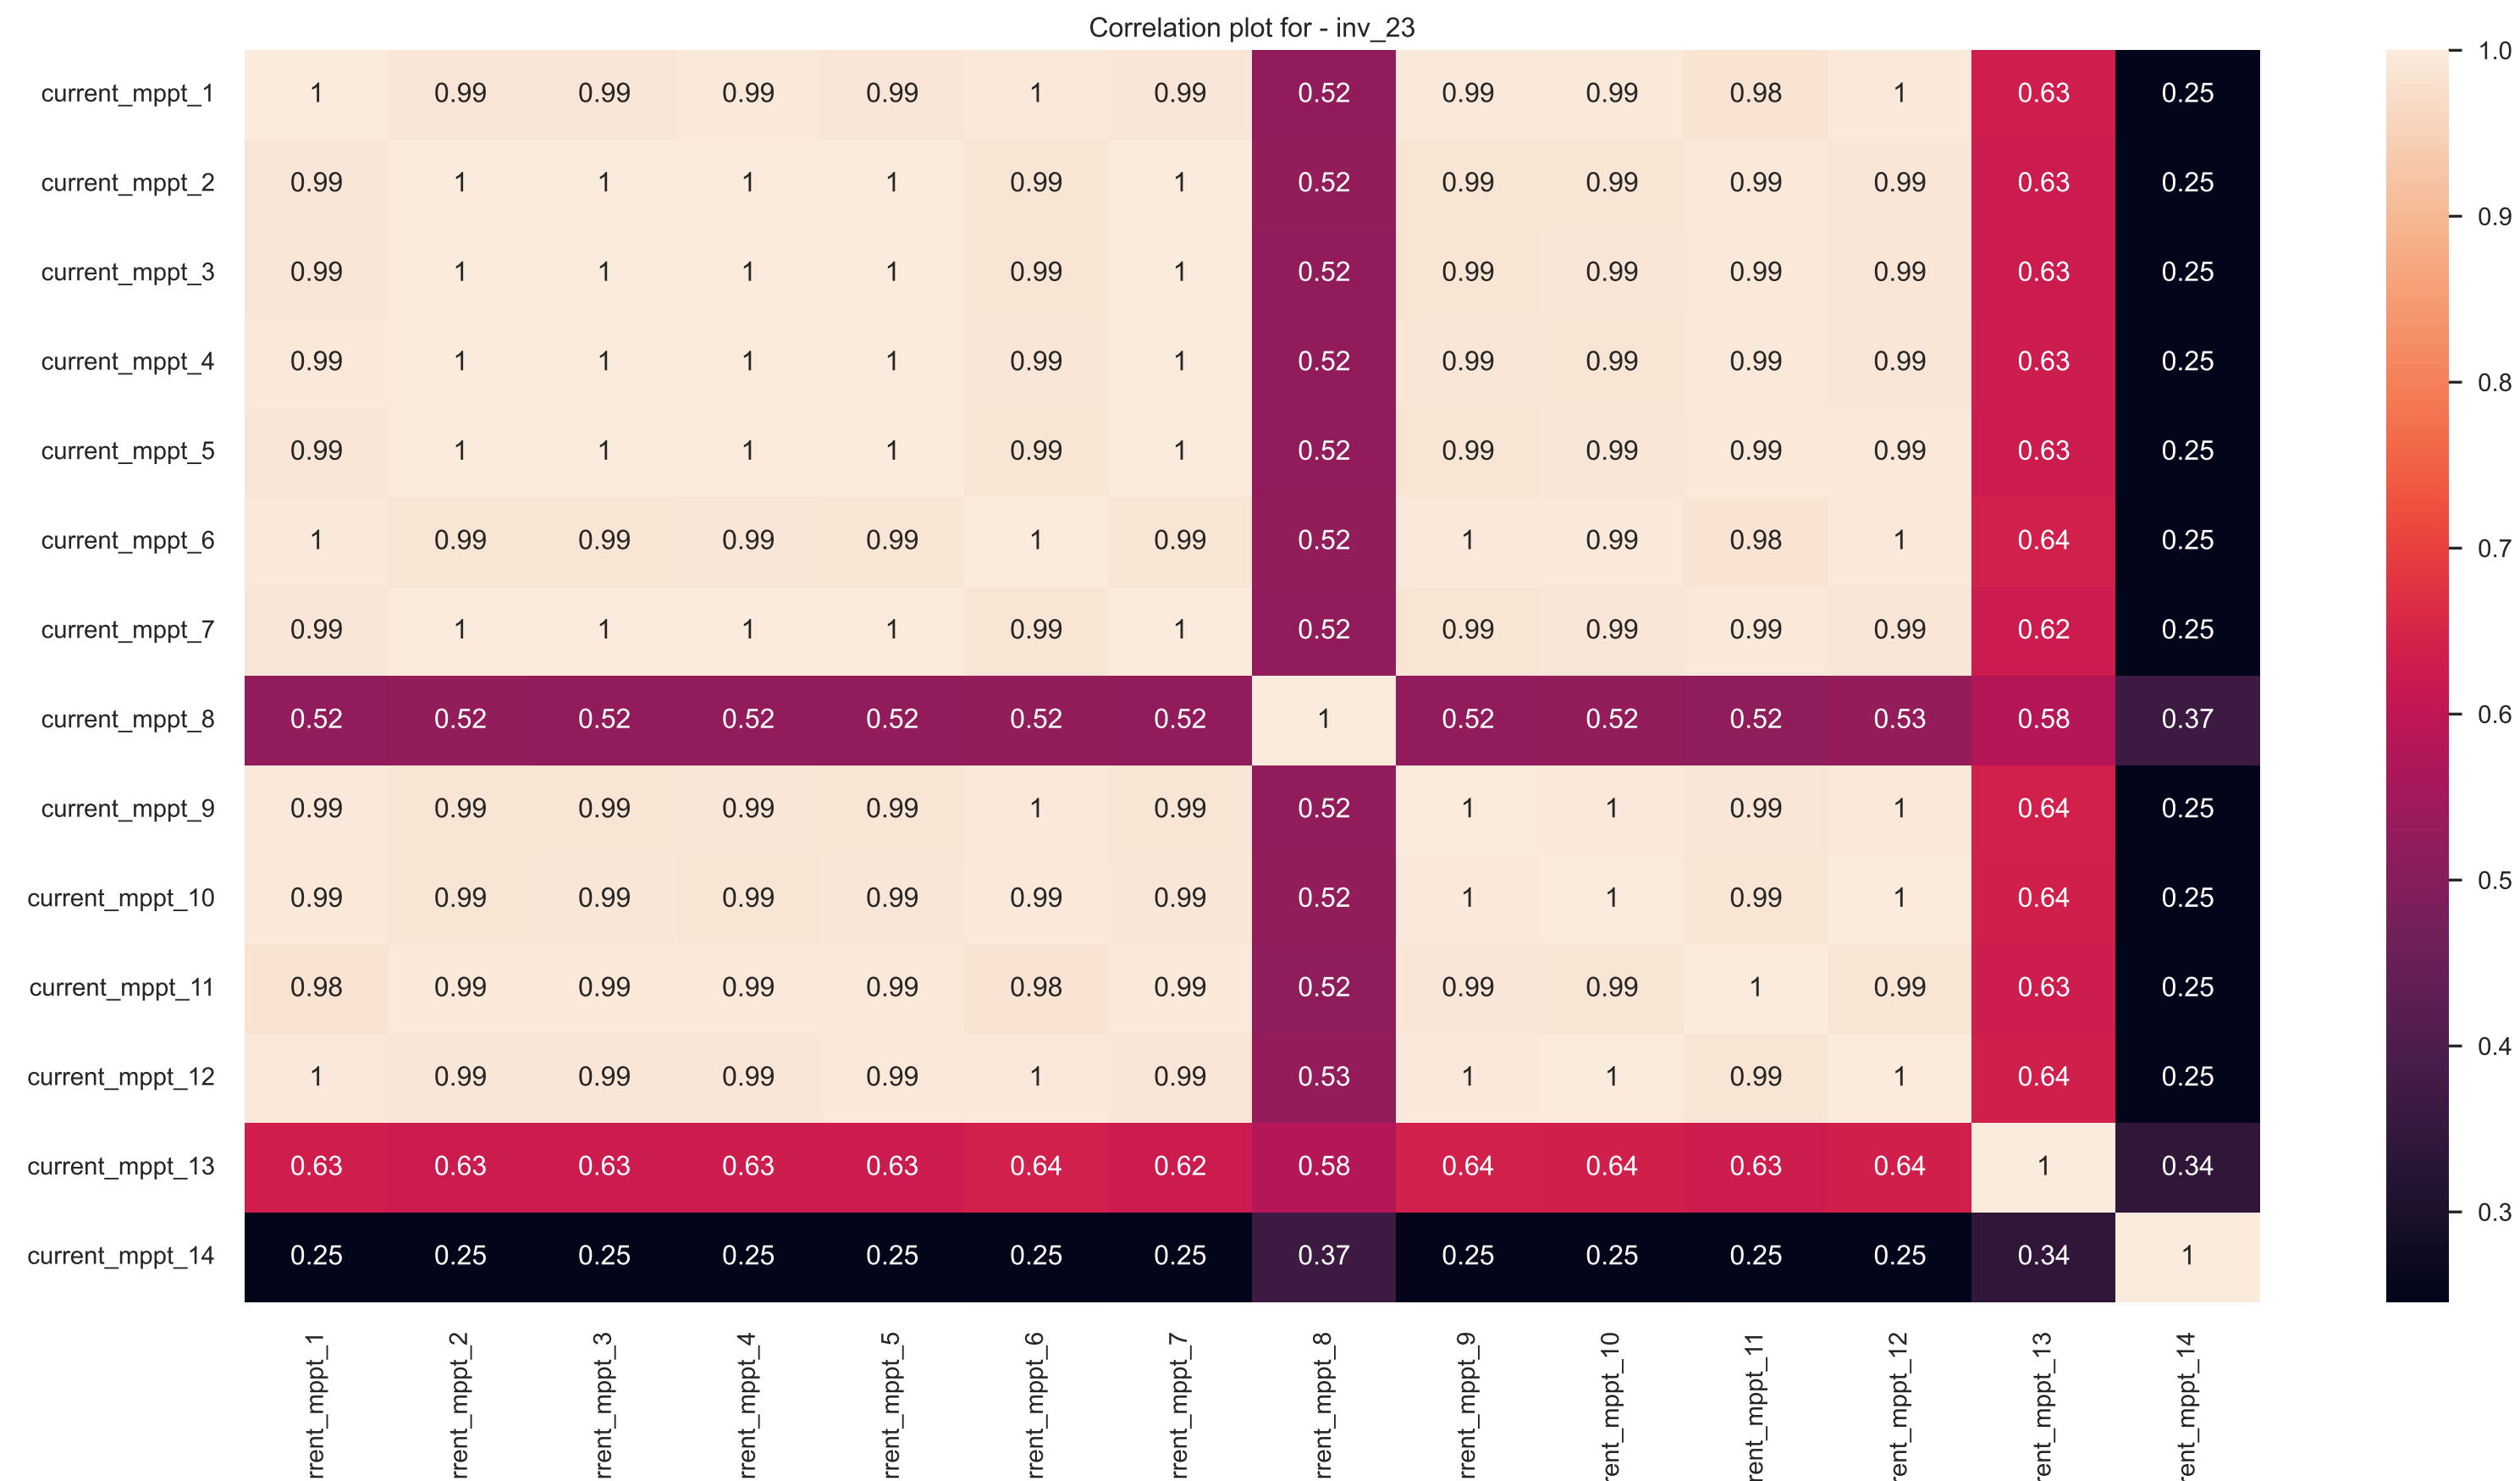 Correlation plot for - inv_23
current_mppt_1 1 0.99 0.99 0.99 0.99 1 0.99 0.52 0.99 0.99 0.98 1 0.63 0.25
current_mppt_2 0.99 1 1 1 1 0.99 1 0.52 0.99 0.99 0.99 0.99 0.63 0.25
current_mppt_3 0.99 1 1 1 1 0.99 1 0.52 0.99 0.99 0.99 0.99 0.63 0.25
current_mppt_4 0.99 1 1 1 1 0.99 1 0.52 0.99 0.99 0.99 0.99 0.63 0.25
current_mppt_5 0.99 1 1 1 1 0.99 1 0.52 0.99 0.99 0.99 0.99 0.63 0.25
current_mppt_6 1 0.99 0.99 0.99 0.99 1 0.99 0.52 1 0.99 0.98 1 0.64 0.25
current_mppt_7 0.99 1 1 1 1 0.99 1 0.52 0.99 0.99 0.99 0.99 0.62 0.25
current_mppt_8 0.52 0.52 0.52 0.52 0.52 0.52 0.52 1 0.52 0.52 0.52 0.53 0.58 0.37
current_mppt_9 0.99 0.99 0.99 0.99 0.99 1 0.99 0.52 1 1 0.99 1 0.64 0.25
current_mppt_10 0.99 0.99 0.99 0.99 0.99 0.99 0.99 0.52 1 1 0.99 1 0.64 0.25
current_mppt_11 0.98 0.99 0.99 0.99 0.99 0.98 0.99 0.52 0.99 0.99 1 0.99 0.63 0.25
current_mppt_12 1 0.99 0.99 0.99 0.99 1 0.99 0.53 1 1 0.99 1 0.64 0.25
current_mppt_13 0.63 0.63 0.63 0.63 0.63 0.64 0.62 0.58 0.64 0.64 0.63 0.64 1 0.34
current_mppt_14 0.25 0.25 0.25 0.25 0.25 0.25 0.25 0.37 0.25 0.25 0.25 0.25 0.34 1
rrent_mppt_1
rrent_mppt_2
rrent_mppt_3
rrent_mppt_4
rrent_mppt_5
rrent_mppt_6
rrent_mppt_7
rrent_mppt_8
rrent_mppt_9
rent_mppt_10
rent_mppt_11
rent_mppt_12
rent_mppt_13
rent_mppt_14
1.0
0.9
0.8
0.7
0.6
0.5
0.4
0.3